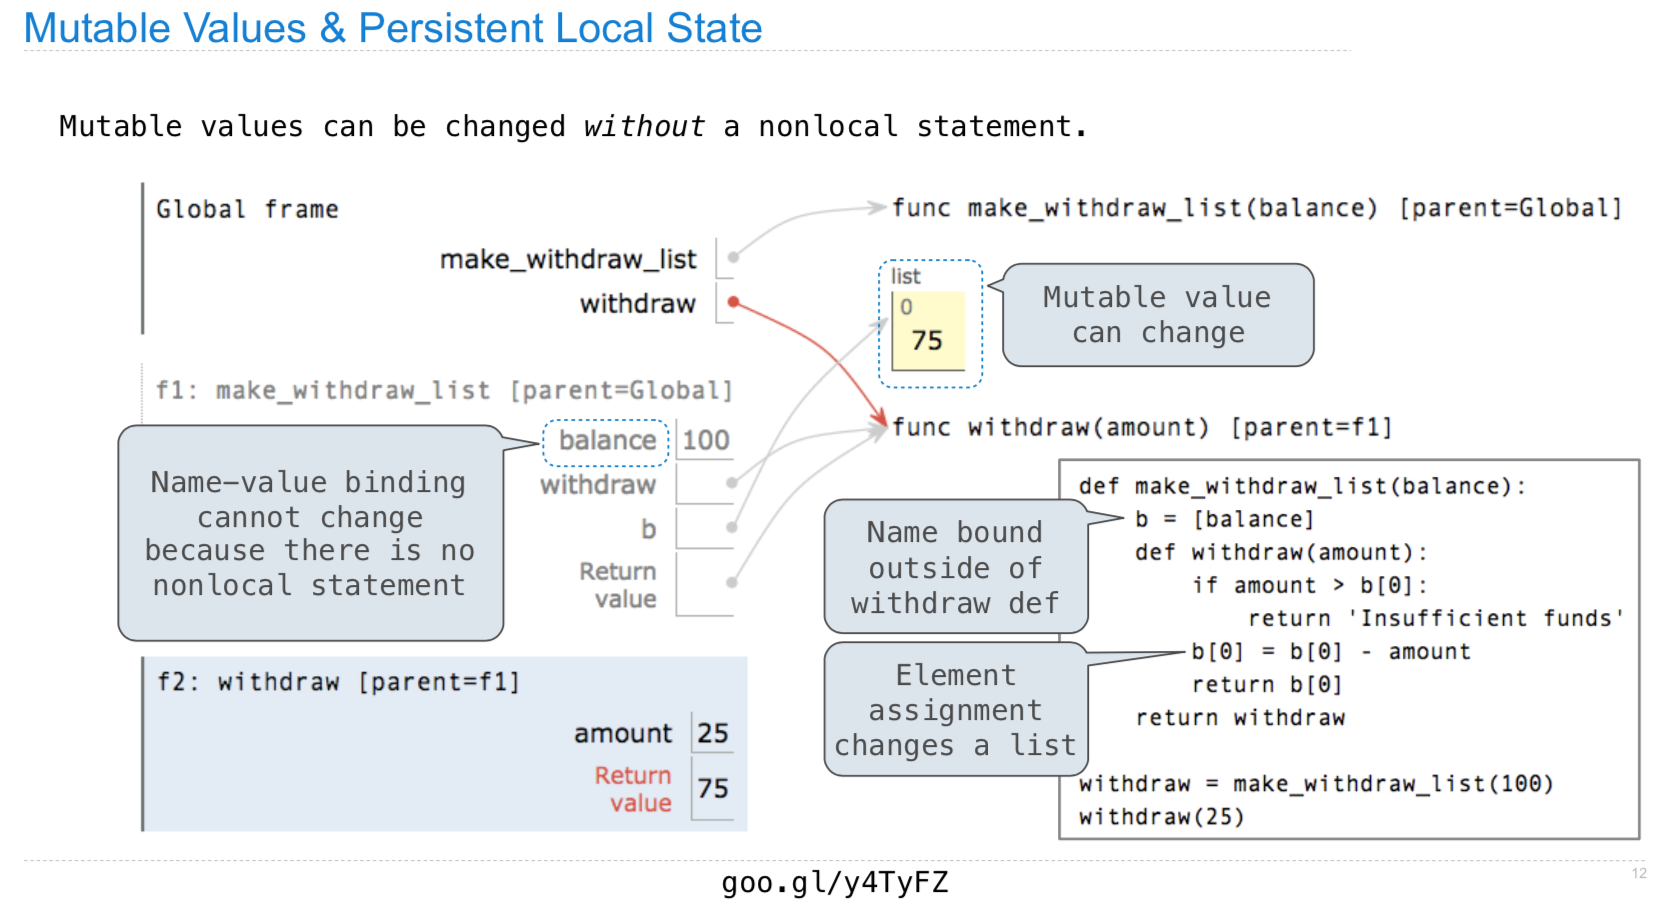 Mutable Values & Persistent Local State
Mutable values can be changed without a nonlocal statement.
Global frame
make_withdraw_list
withdraw
func make_withdraw_list(balance) [parent=Global]
list
0
75
Mutable value
can change
f1: make_withdraw_list [parent=Global]
balance 100
withdraw
b
Return
value
func withdraw(amount) [parent=f1]
Name-value binding
cannot change
because there is no
nonlocal statement
Name bound
outside of
withdraw def
Element
assignment
changes a list
def make_withdraw_list(balance):
    b = [balance]
    def withdraw(amount):
        if amount > b[0]:
            return 'Insufficient funds'
        b[0] = b[0] - amount
        return b[0]
    return withdraw
withdraw = make_withdraw_list(100)
withdraw(25)
f2: withdraw [parent=f1]
amount 25
Return
value 75
goo.gl/y4TyFZ
12